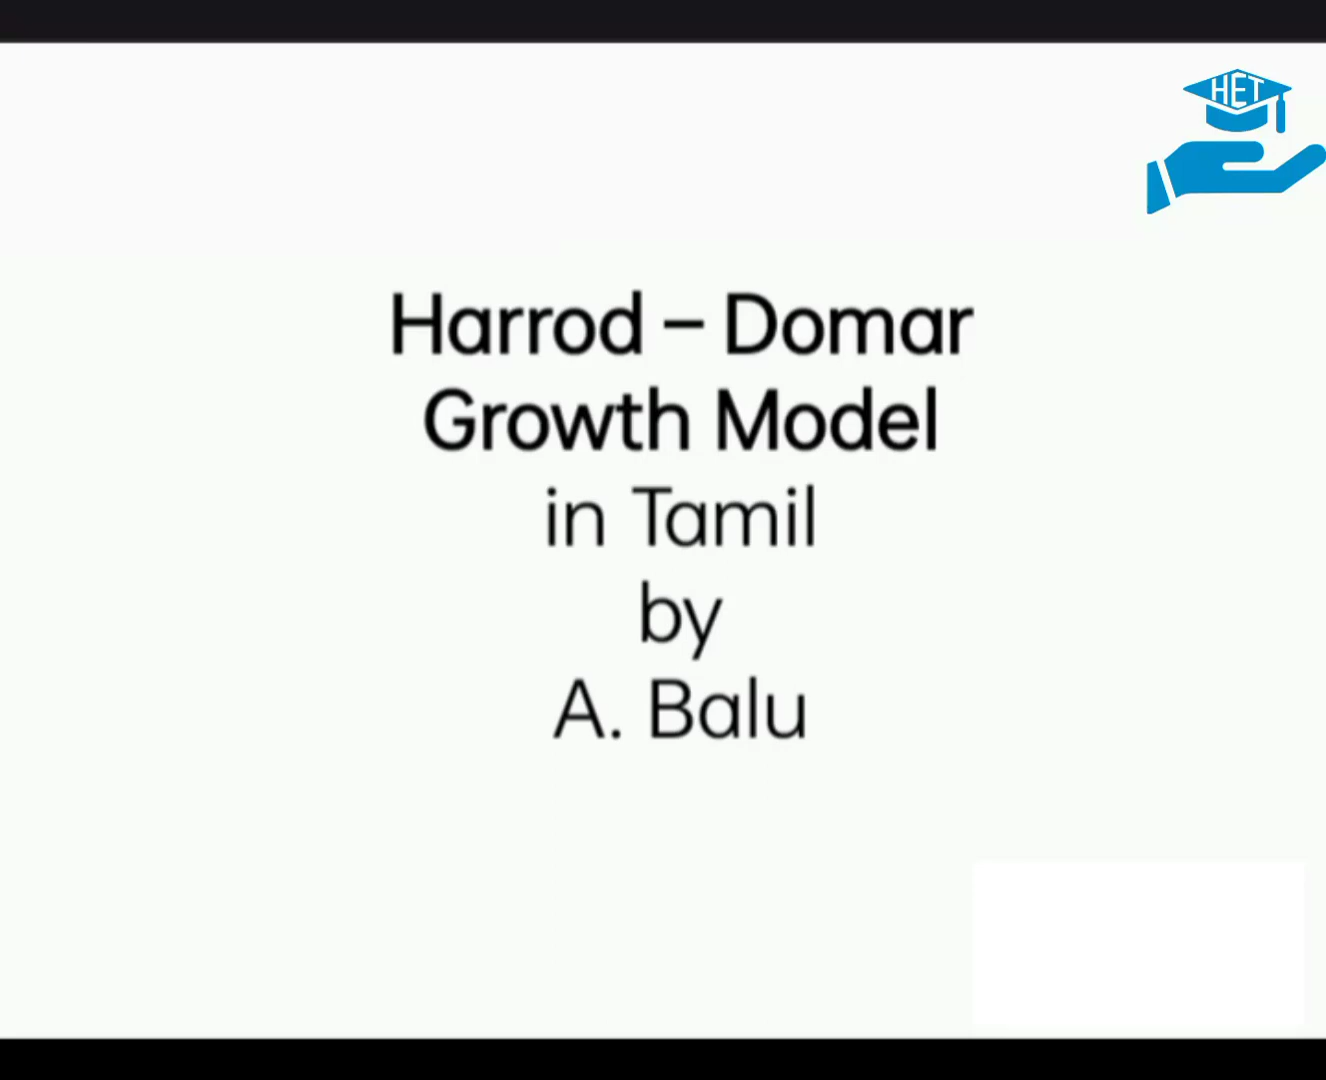 HET
Harrod – Domar
Growth Model
in Tamil
by
A. Balu